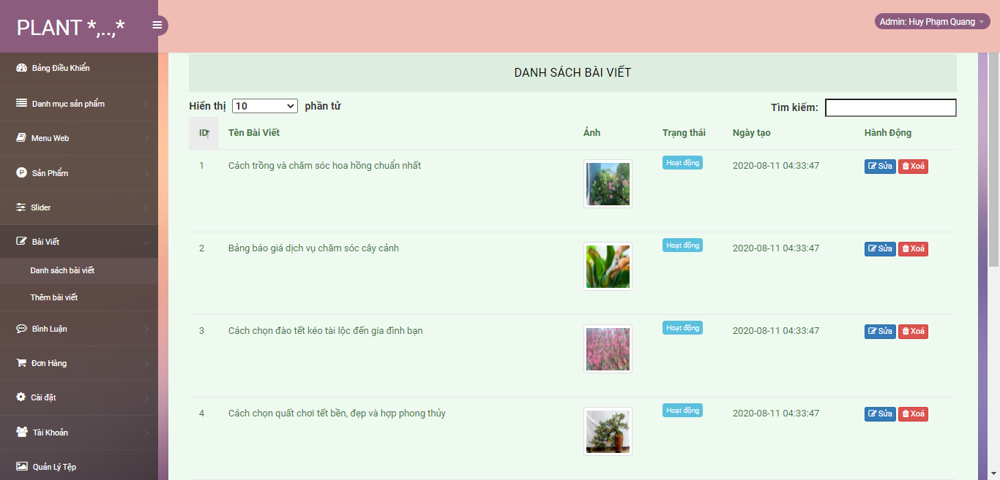 PLANT *,..,*
Admin: Huy Phạm Quang
Bảng Điều Khiển
Danh mục sản phẩm
Menu Web
Sản Phẩm
Slider
Bài Viết
Danh sách bài viết
Thêm bài viết
Bình Luận
Đơn Hàng
Cài đặt
Tài Khoản
Quản Lý Tệp
DANH SÁCH BÀI VIẾT
Hiển thị 10 phần tử Tìm kiếm:
ID Tên Bài Viết Ảnh Trạng thái Ngày tạo Hành Động
1 Cách trồng và chăm sóc hoa hồng chuẩn nhất Hoạt động 2020-08-11 04:33:47 Sửa Xoá
2 Bảng báo giá dịch vụ chăm sóc cây cảnh Hoạt động 2020-08-11 04:33:47 Sửa Xoá
3 Cách chọn đào tết kéo tài lộc đến gia đình bạn Hoạt động 2020-08-11 04:33:47 Sửa Xoá
4 Cách chọn quất chơi tết bền, đẹp và hợp phong thủy Hoạt động 2020-08-11 04:33:47 Sửa Xoá